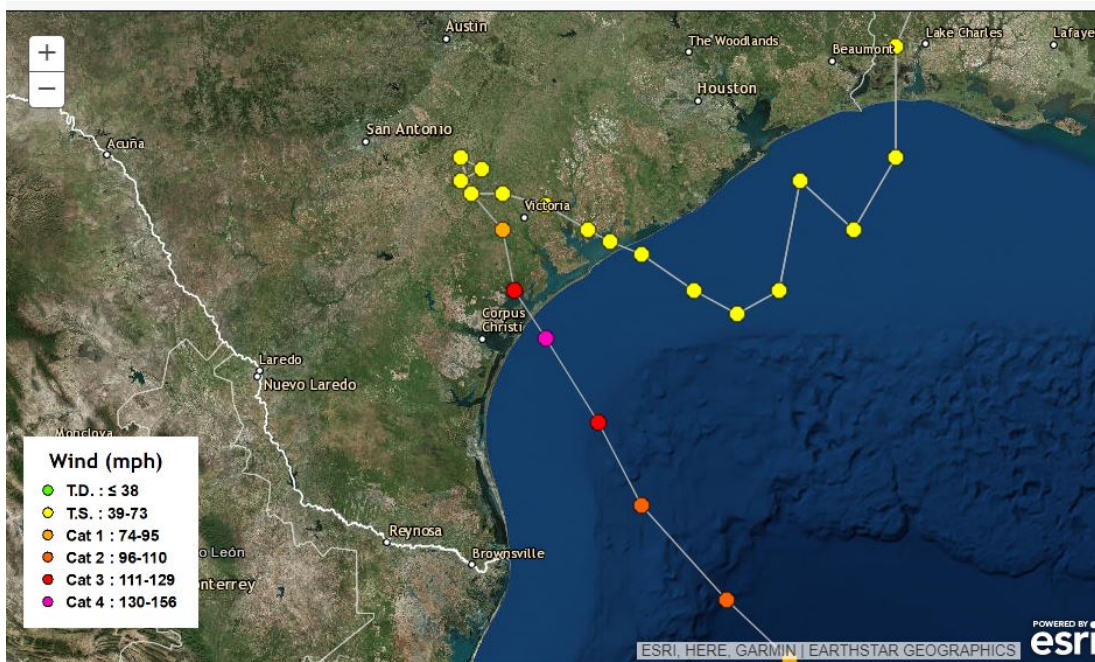 +
−
Austin
The Woodlands
Beaumont
Lake Charles
Lafaye
Houston
San Antonio
Acuña
Victoria
Corpus
Christi
Laredo
Nuevo Laredo
Monclova
Reynosa
Brownsville
o León
onterrey
Wind (mph)
T.D. : ≤ 38
T.S. : 39-73
Cat 1 : 74-95
Cat 2 : 96-110
Cat 3 : 111-129
Cat 4 : 130-156
ESRI, HERE, GARMIN | EARTHSTAR GEOGRAPHICS
POWERED BY
esri